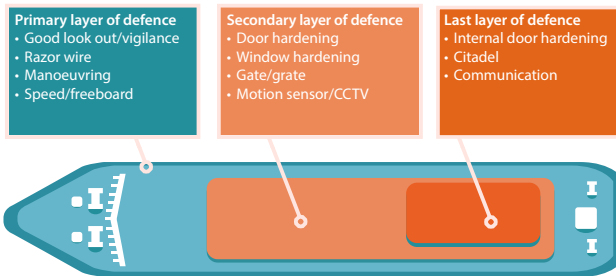 Primary layer of defence
• Good look out/vigilance
• Razor wire
• Manoeuvring
• Speed/freeboard
Secondary layer of defence
• Door hardening
• Window hardening
• Gate/grate
• Motion sensor/CCTV
Last layer of defence
• Internal door hardening
• Citadel
• Communication